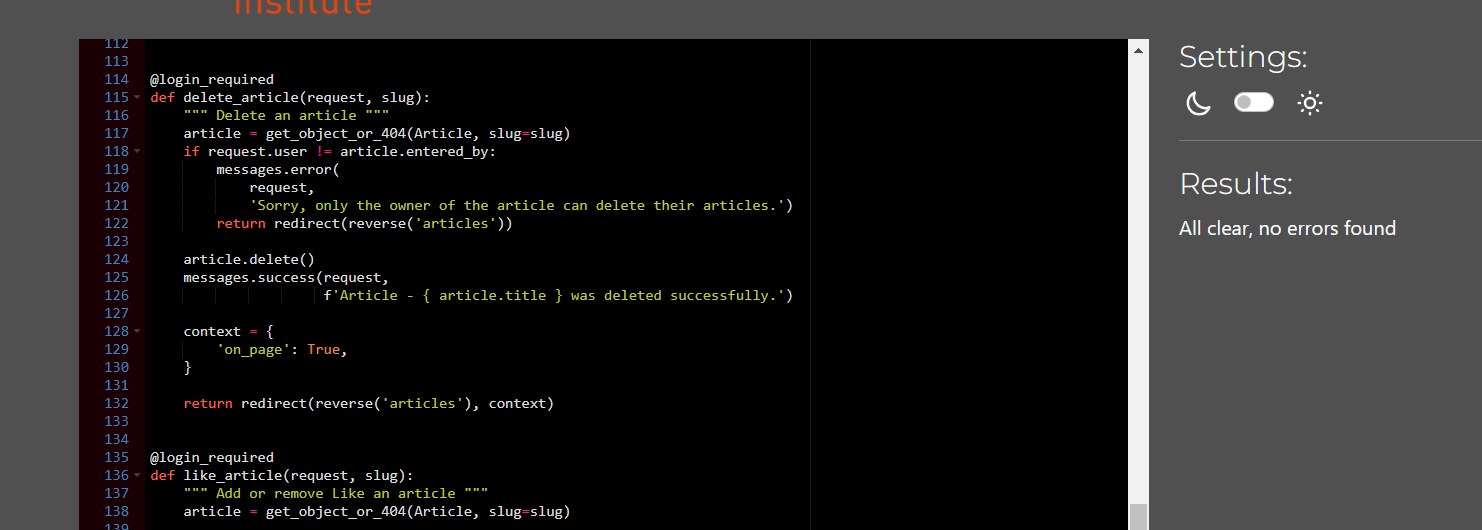 institute
112
113
114 @login_required
115 def delete_article(request, slug):
116     """ Delete an article """
117     article = get_object_or_404(Article, slug=slug)
118     if request.user != article.entered_by:
119         messages.error(
120             request,
121             'Sorry, only the owner of the article can delete their articles.')
122         return redirect(reverse('articles'))
123
124     article.delete()
125     messages.success(request,
126                      f'Article - { article.title } was deleted successfully.')
127
128     context = {
129         'on_page': True,
130     }
131
132     return redirect(reverse('articles'), context)
133
134
135 @login_required
136 def like_article(request, slug):
137     """ Add or remove Like an article """
138     article = get_object_or_404(Article, slug=slug)
139
Settings:
Results:
All clear, no errors found